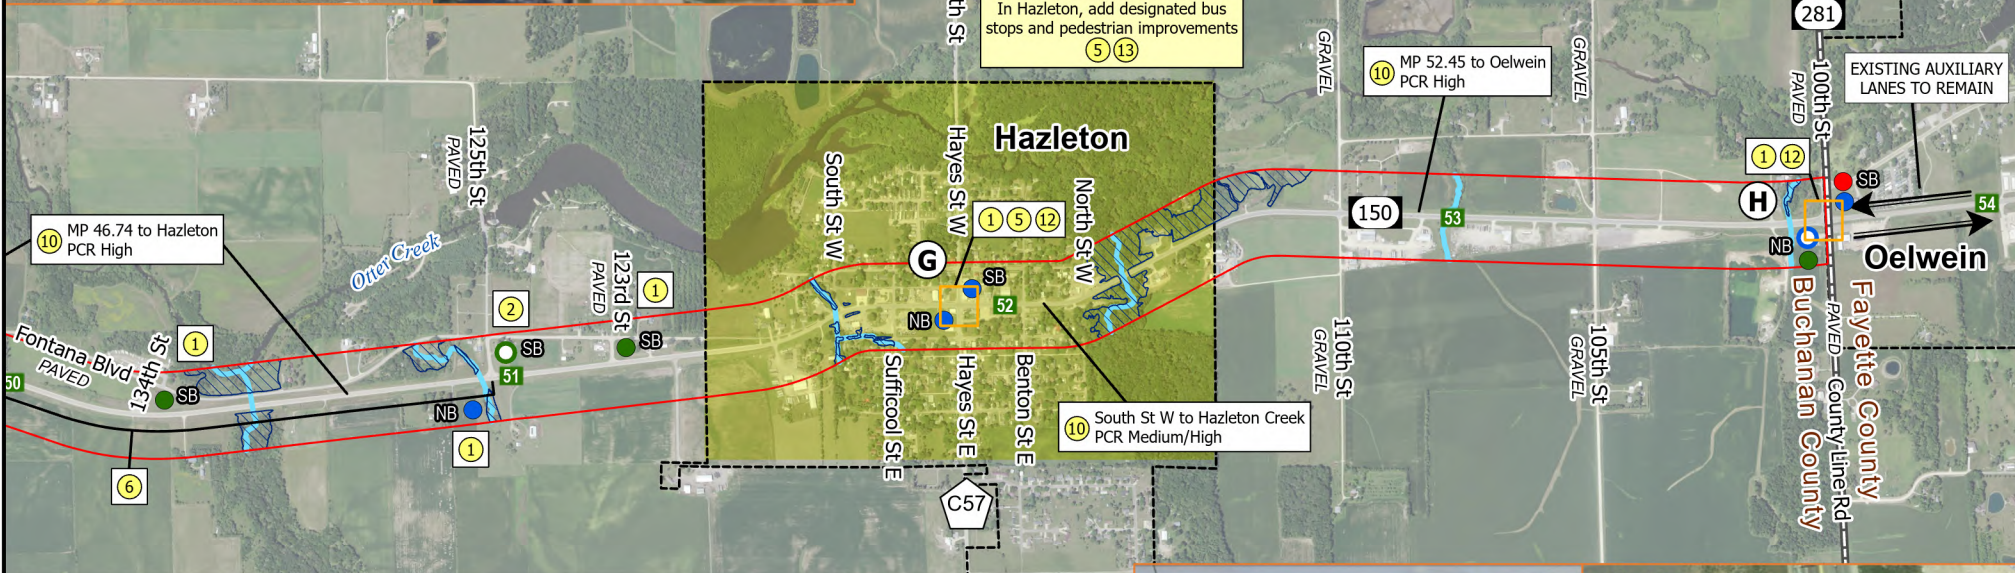 In Hazleton, add designated bus
stops and pedestrian improvements
5 13
th St
GRAVEL
10 MP 52.45 to Oelwein
PCR High
GRAVEL
281
100th St
PAVED
EXISTING AUXILIARY
LANES TO REMAIN
125th St
PAVED
Hazleton
Hayes St W
South St W
North St W
1 5 12
1 12
SB
H
NB
54
Oelwein
150
53
10 MP 46.74 to Hazleton
PCR High
Otter Creek
G
SB
NB
52
123rd St
PAVED
1
2
SB
SB
51
NB
1
Fontana Blvd
PAVED
134th St
1
SB
50
6
Sufficool St E
Hayes St E
Benton St E
10 South St W to Hazleton Creek
PCR Medium/High
C57
110th St
GRAVEL
105th St
GRAVEL
Buchanan County
Fayette County
PAVED
County Line Rd